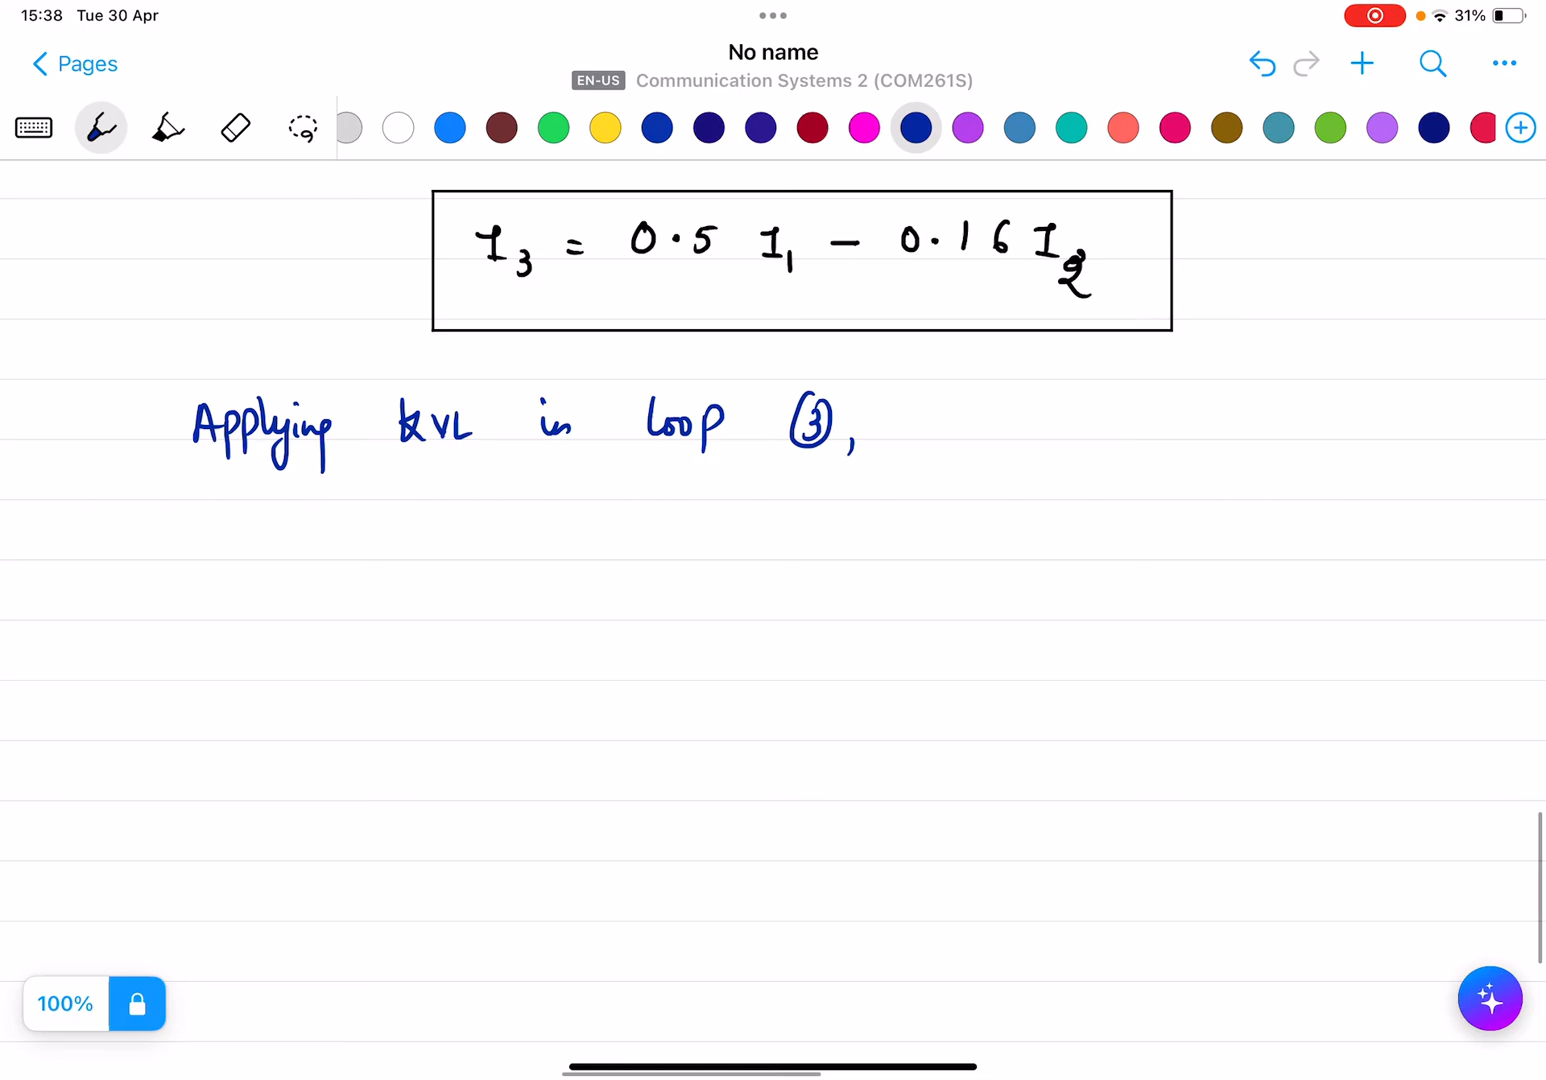 15:38 Tue 30 Apr
31%
Pages
No name
EN-US Communication Systems 2 (COM261S)
I3 = 0.5 I1 - 0.16 I2
Applying KVL in loop ③,
100%